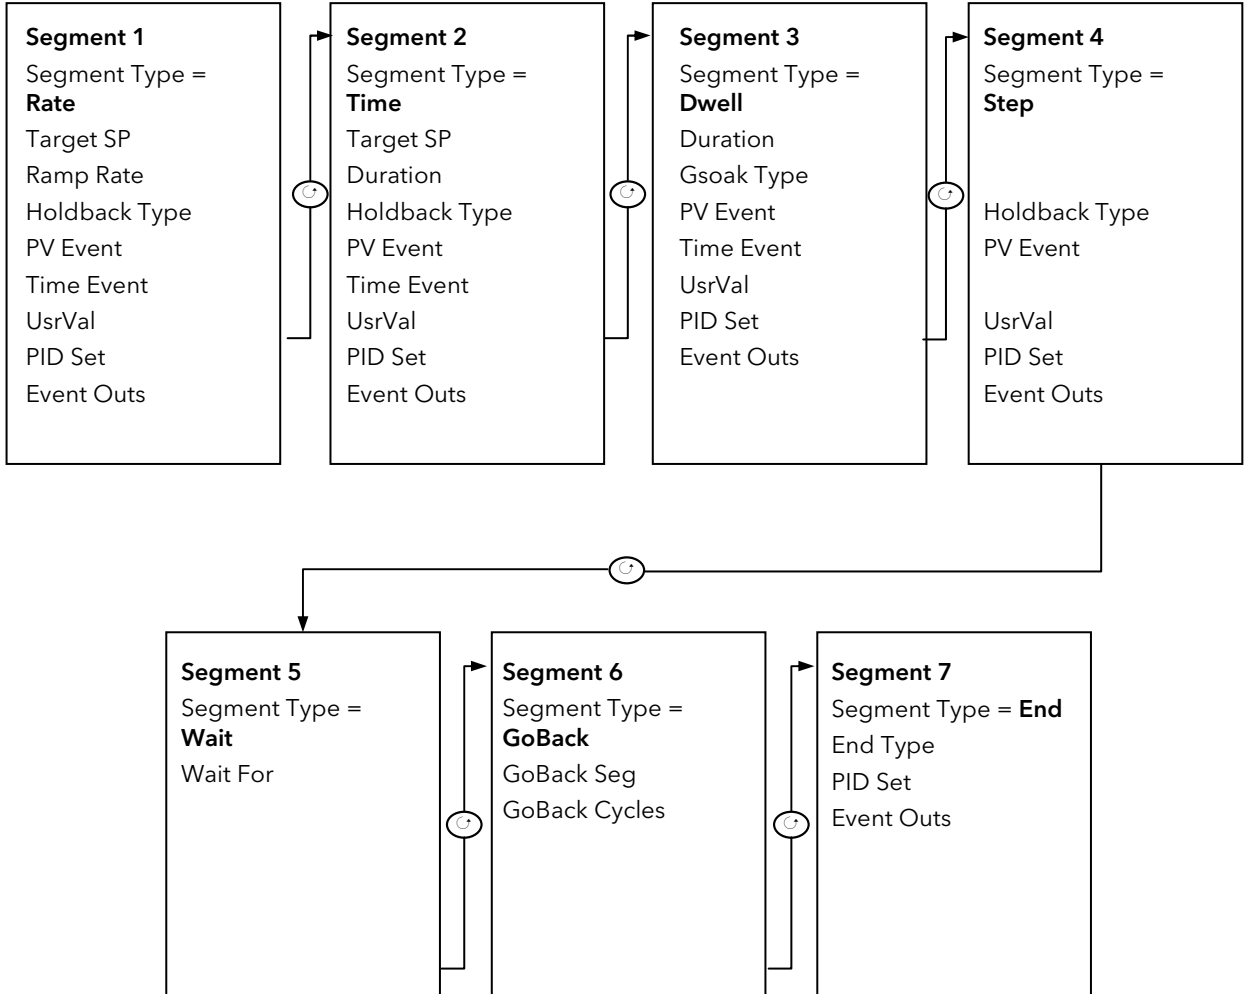 Segment 1
Segment Type =
Rate
Target SP
Ramp Rate
Holdback Type
PV Event
Time Event
UsrVal
PID Set
Event Outs
Segment 2
Segment Type =
Time
Target SP
Duration
Holdback Type
PV Event
Time Event
UsrVal
PID Set
Event Outs
Segment 3
Segment Type =
Dwell
Duration
Gsoak Type
PV Event
Time Event
UsrVal
PID Set
Event Outs
Segment 4
Segment Type =
Step
Holdback Type
PV Event
UsrVal
PID Set
Event Outs
Segment 5
Segment Type =
Wait
Wait For
Segment 6
Segment Type =
GoBack
GoBack Seg
GoBack Cycles
Segment 7
Segment Type = End
End Type
PID Set
Event Outs